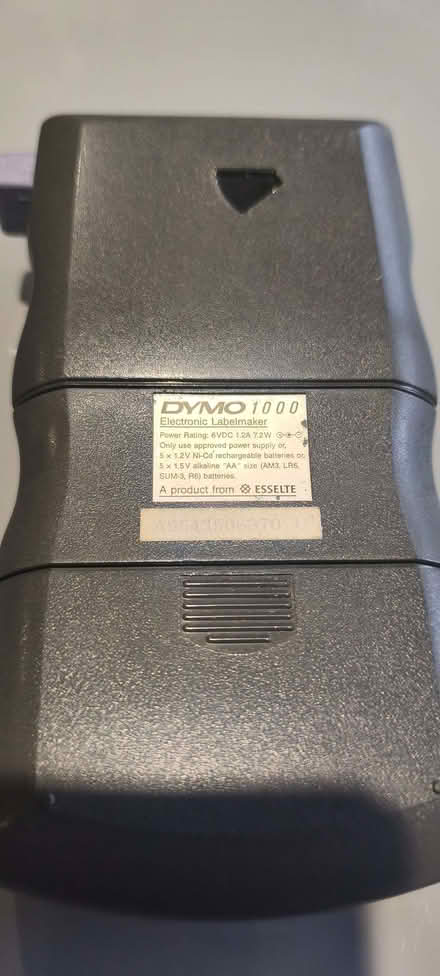 DYMO 1000
Electronic Labelmaker
Power Rating: 6VDC 1.2A 7.2W
Only use approved power supply or,
5 x 1.2V Ni-Cd rechargeable batteries or,
5 x 1.5V alkaline "AA" size (AM3, LR6,
SUM-3, R6) batteries.
A product from ESSELTE